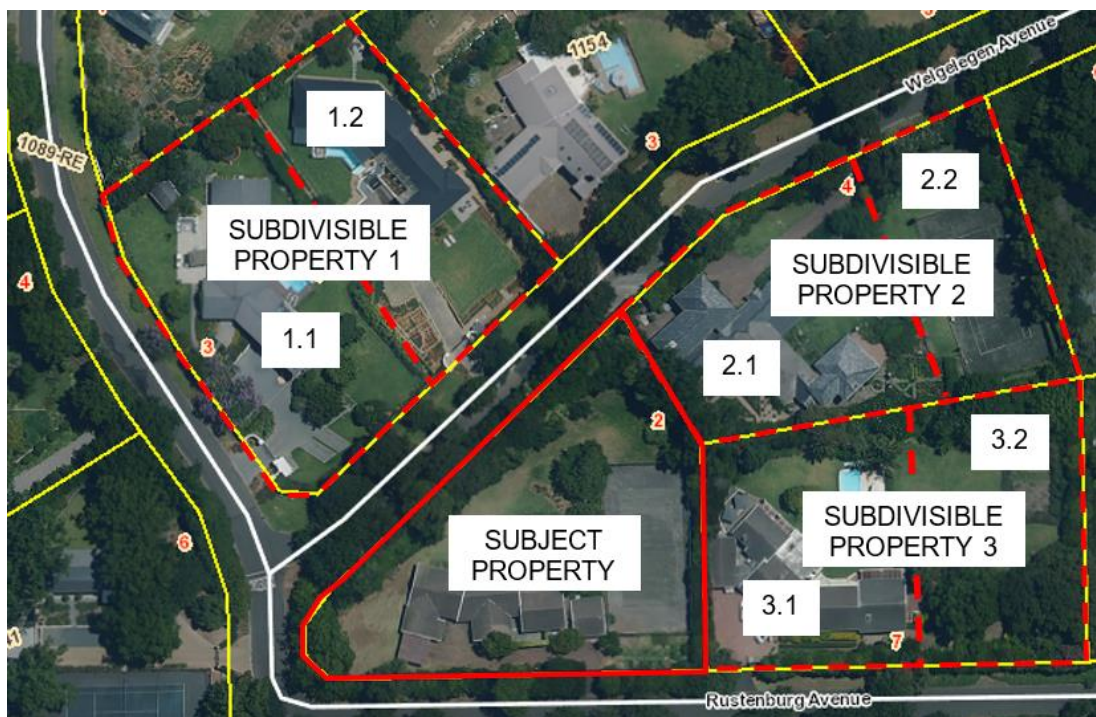 1154
Welgelegen Avenue
1.2
3
1089-RE
2.2
4
SUBDIVISIBLE
PROPERTY 1
SUBDIVISIBLE
PROPERTY 2
4
3
1.1
2.1
2
3.2
SUBJECT
PROPERTY
SUBDIVISIBLE
PROPERTY 3
6
3.1
7
Rustenburg Avenue